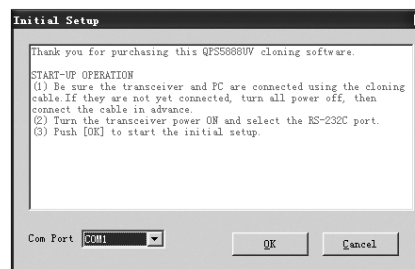 Initial Setup
Thank you for purchasing this QPS5888UV cloning software.
START-UP OPERATION
(1) Be sure the transceiver and PC are connected using the cloning
cable.If they are not yet connected, turn all power off, then
connect the cable in advance.
(2) Turn the transceiver power ON and select the RS-232C port.
(3) Push [OK] to start the initial setup.
Com Port COM1 OK Cancel